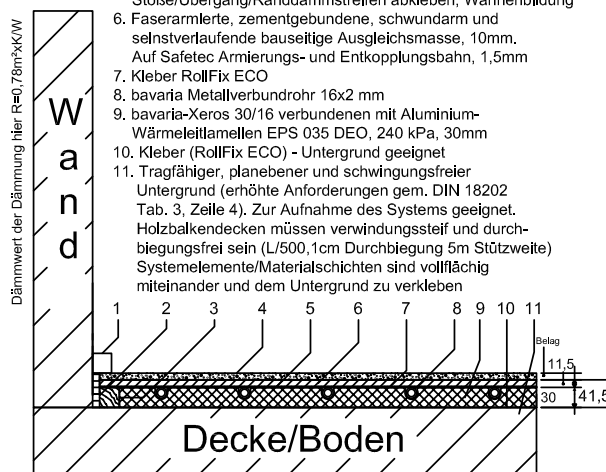 Stöße/Übergang/Randdämmstreifen abkleben, Wannenbildung
6. Faserarmlerte, zementgebundene, schwundarm und
selnstverlaufende bauseitige Ausgleichsmasse, 10mm.
Auf Safetec Armierungs- und Entkopplungsbahn, 1,5mm
7. Kleber RollFix ECO
8. bavaria Metallverbundrohr 16x2 mm
9. bavaria-Xeros 30/16 verbundenen mit Aluminium-
Wärmeleitlamellen EPS 035 DEO, 240 kPa, 30mm
10. Kleber (RollFix ECO) - Untergrund geeignet
11. Tragfähiger, planebener und schwingungsfreier
Untergrund (erhöhte Anforderungen gem. DIN 18202
Tab. 3, Zeile 4). Zur Aufnahme des Systems geeignet.
Holzbalkendecken müssen verwindungssteif und durch-
biegungsfrei sein (L/500,1cm Durchbiegung 5m Stützweite)
Systemelemente/Materialschichten sind vollflächig
miteinander und dem Untergrund zu verkleben
Dämmwert der Dämmung hier R=0,78m²xK/W
W
a
n
d
1 2 3 4 5 6 7 8 9 10 11
Belag
11,5
30
41,5
Decke/Boden